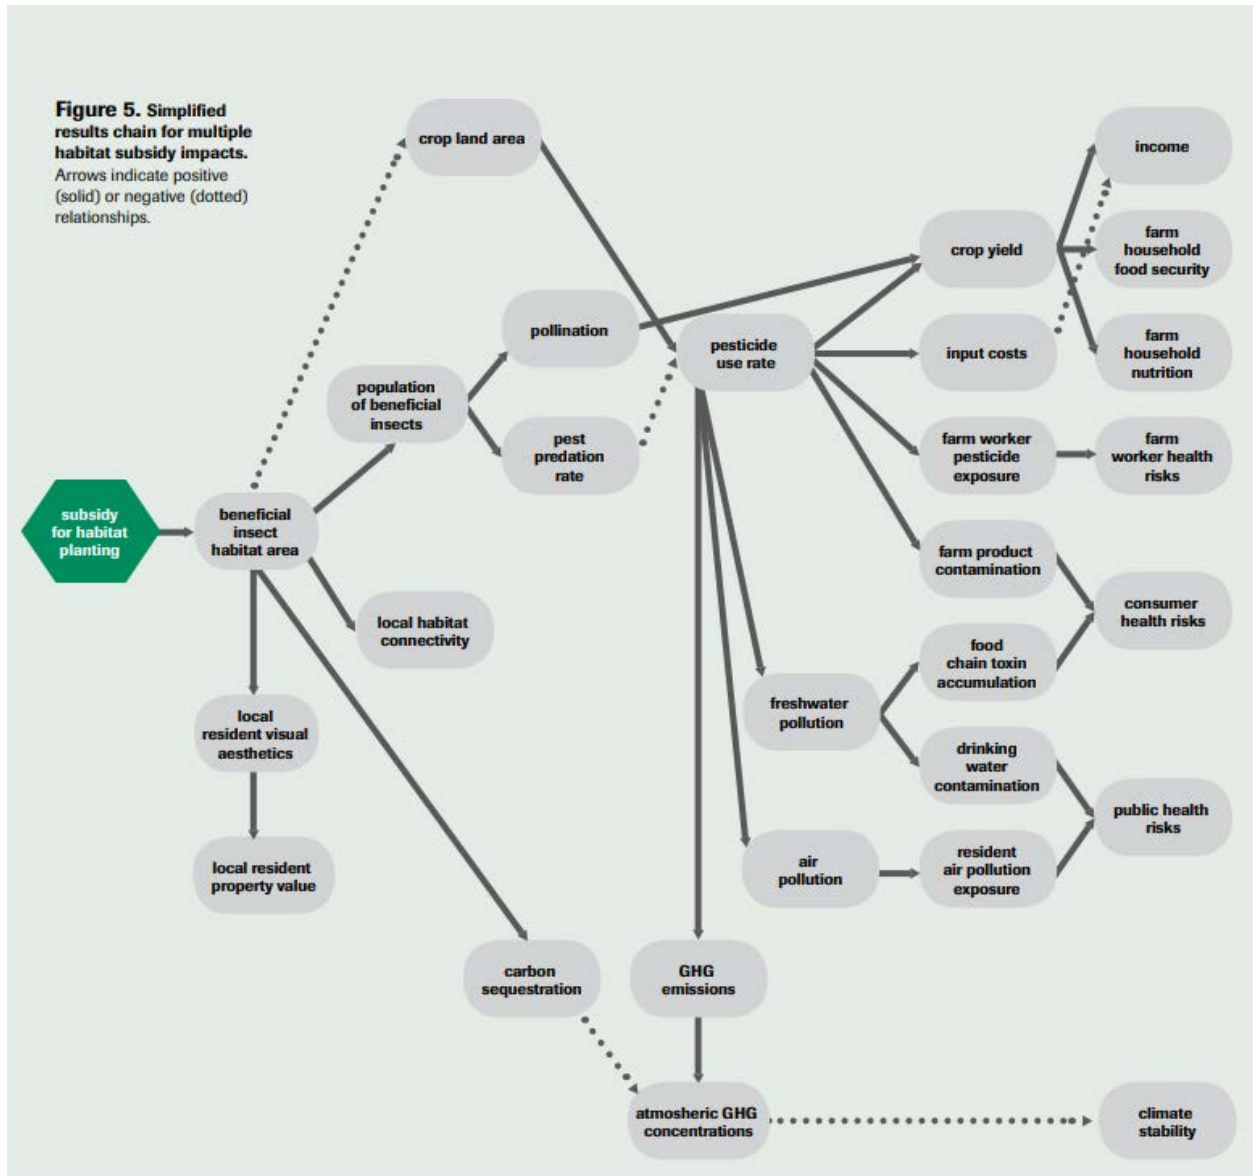 Figure 5. Simplified
results chain for multiple
habitat subsidy impacts.
Arrows indicate positive
(solid) or negative (dotted)
relationships.
crop land area
income
crop yield
farm
household
food security
pollination
pesticide
use rate
input costs
farm
household
nutrition
population
of beneficial
insects
pest
predation
rate
farm worker
pesticide
exposure
farm
worker health
risks
subsidy
for habitat
planting
beneficial
insect
habitat area
farm product
contamination
consumer
health risks
local habitat
connectivity
food
chain toxin
accumulation
freshwater
pollution
local
resident visual
aesthetics
drinking
water
contamination
public health
risks
local resident
property value
air
pollution
resident
air pollution
exposure
carbon
sequestration
GHG
emissions
atmosheric GHG
concentrations
climate
stability